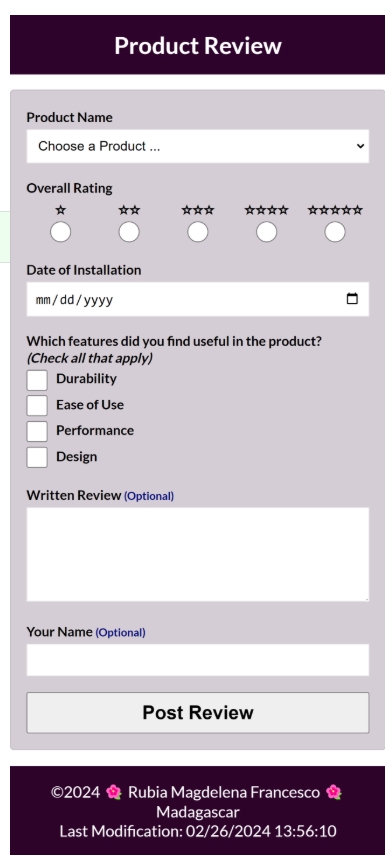 Product Review
Product Name
Choose a Product ...
Overall Rating
☆ ☆☆ ☆☆☆ ☆☆☆☆ ☆☆☆☆☆
Date of Installation
mm/dd/yyyy
Which features did you find useful in the product?
(Check all that apply)
Durability
Ease of Use
Performance
Design
Written Review (Optional)
Your Name (Optional)
Post Review
©2024 🌺 Rubia Magdelena Francesco 🌺
Madagascar
Last Modification: 02/26/2024 13:56:10